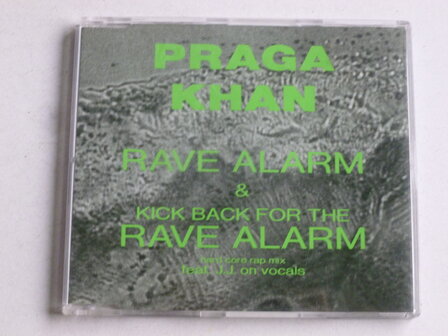 PRAGA
KHAN
RAVE ALARM
&
KICK BACK FOR THE
RAVE ALARM
hard core rap mix
feat. J.J. on vocals